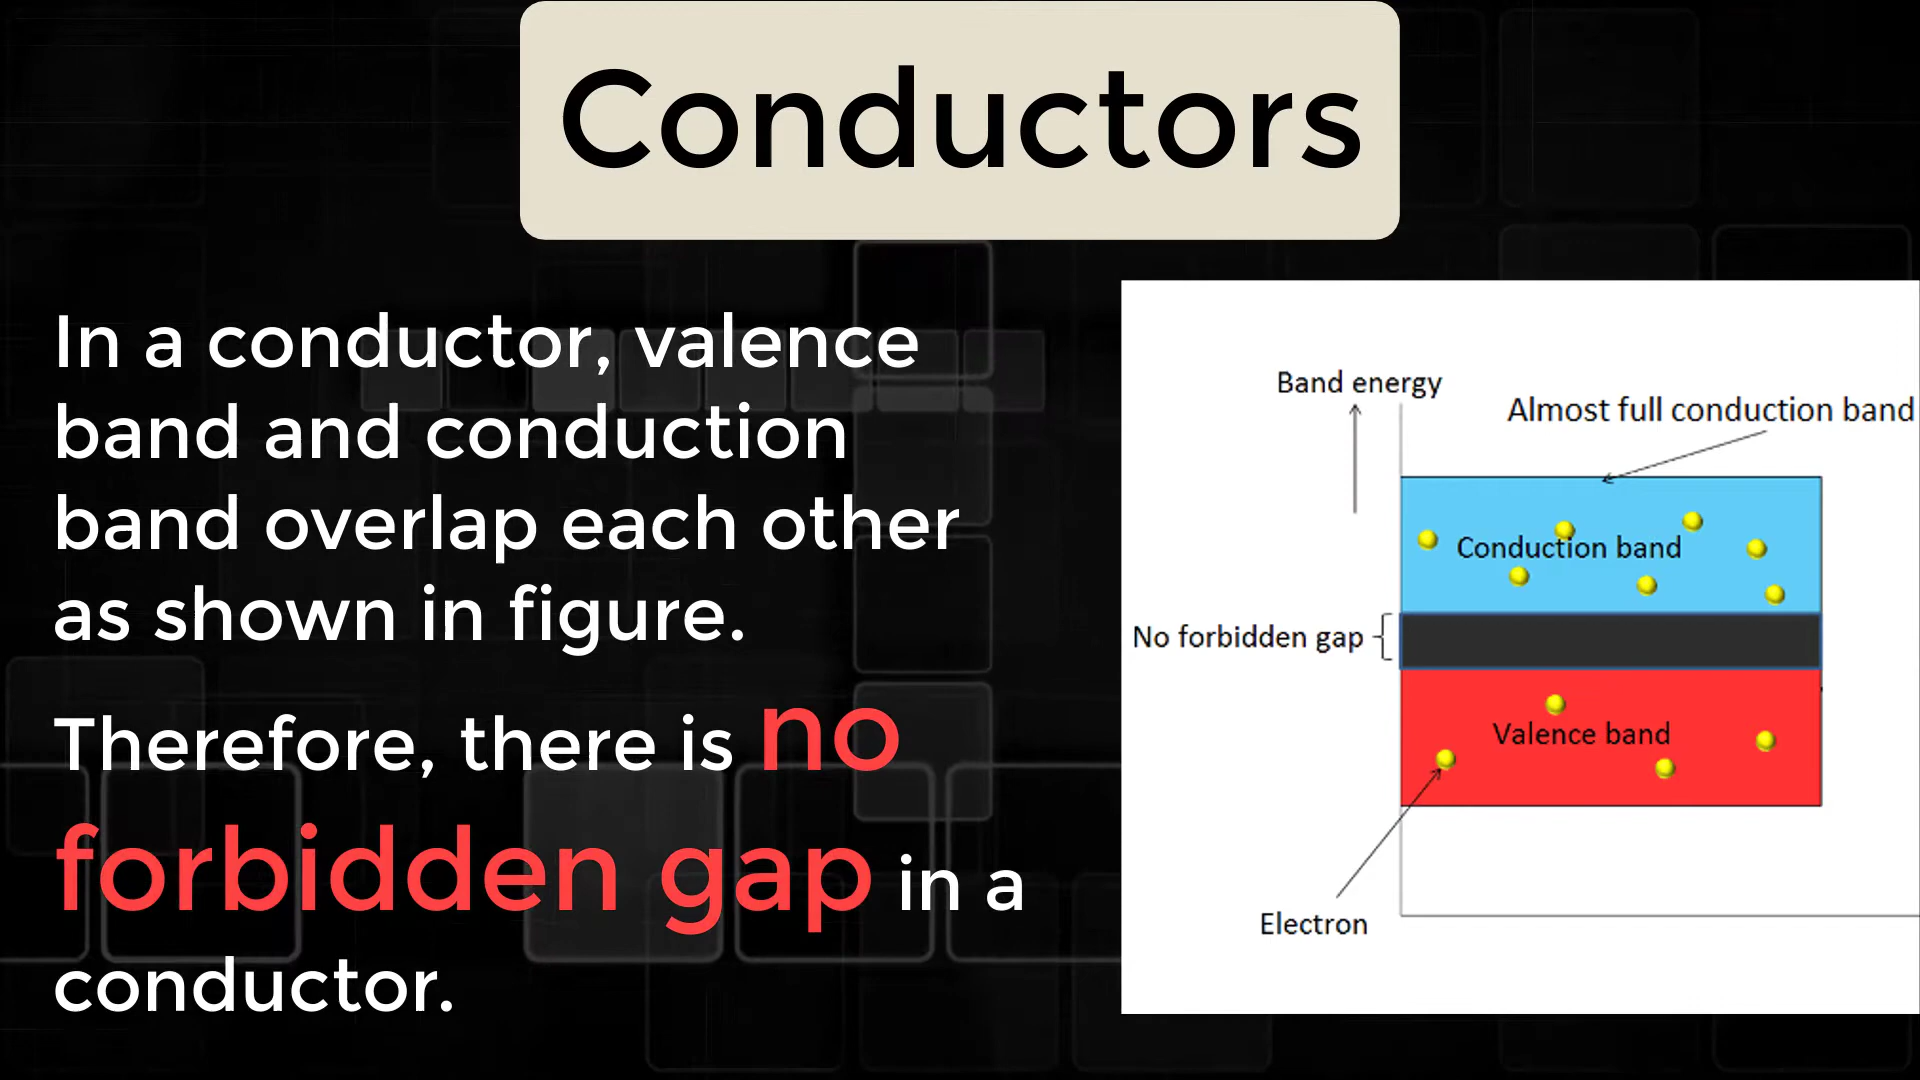 Conductors
In a conductor, valence
band and conduction
band overlap each other
as shown in figure.
Therefore, there is no
forbidden gap in a
conductor.
Band energy
Almost full conduction band
Conduction band
No forbidden gap
Valence band
Electron